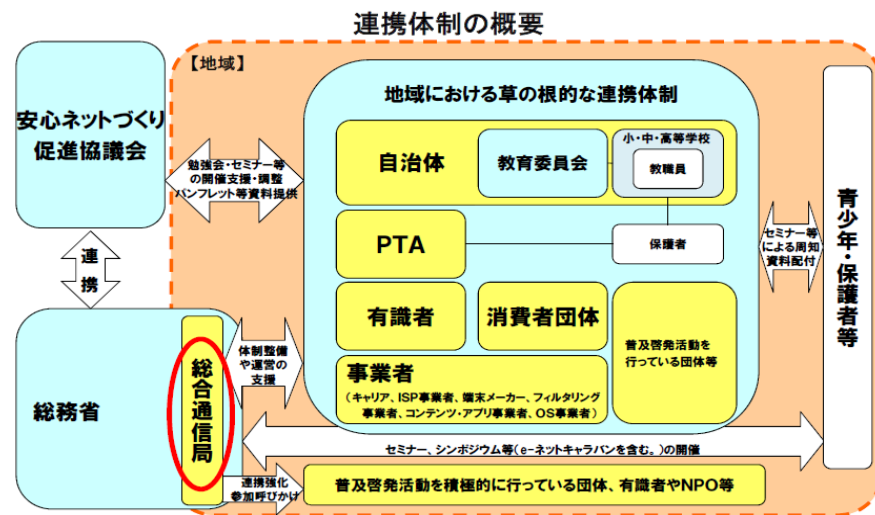 連携体制の概要
【地域】
安心ネットづくり
促進協議会
連
携
総務省
総合通信局
勉強会・セミナー等
の開催支援・調整
パンフレット等資料提供
体制整備
や運営の
支援
連携強化
参加呼びかけ
地域における草の根的な連携体制
自治体
教育委員会
小・中・高等学校
教職員
PTA
保護者
有識者
消費者団体
普及啓発活動を
行っている団体等
事業者
(キャリア、ISP事業者、端末メーカー、フィルタリング
事業者、コンテンツ・アプリ事業者、OS事業者)
セミナー等
による周知
資料配付
青少年・保護者等
セミナー、シンポジウム等(e-ネットキャラバンを含む。)の開催
普及啓発活動を積極的に行っている団体、有識者やNPO等